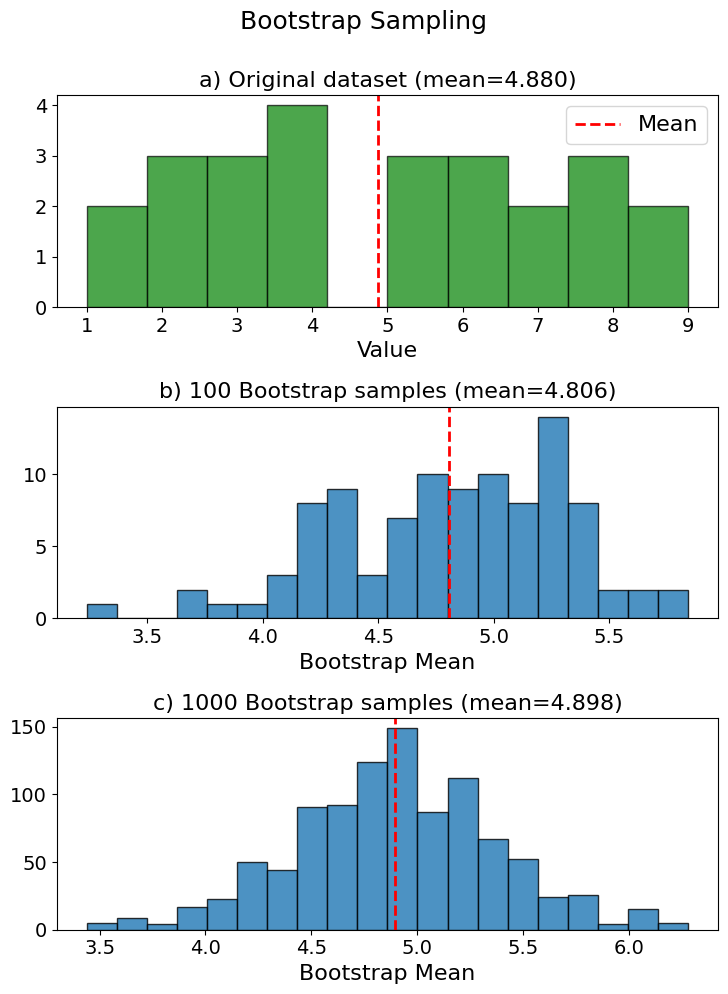 Bootstrap Sampling
a) Original dataset (mean=4.880)
4
3
2
1
0
Mean
1 2 3 4 5 6 7 8 9
Value
b) 100 Bootstrap samples (mean=4.806)
10
5
0
3.5 4.0 4.5 5.0 5.5
Bootstrap Mean
c) 1000 Bootstrap samples (mean=4.898)
150
100
50
0
3.5 4.0 4.5 5.0 5.5 6.0
Bootstrap Mean